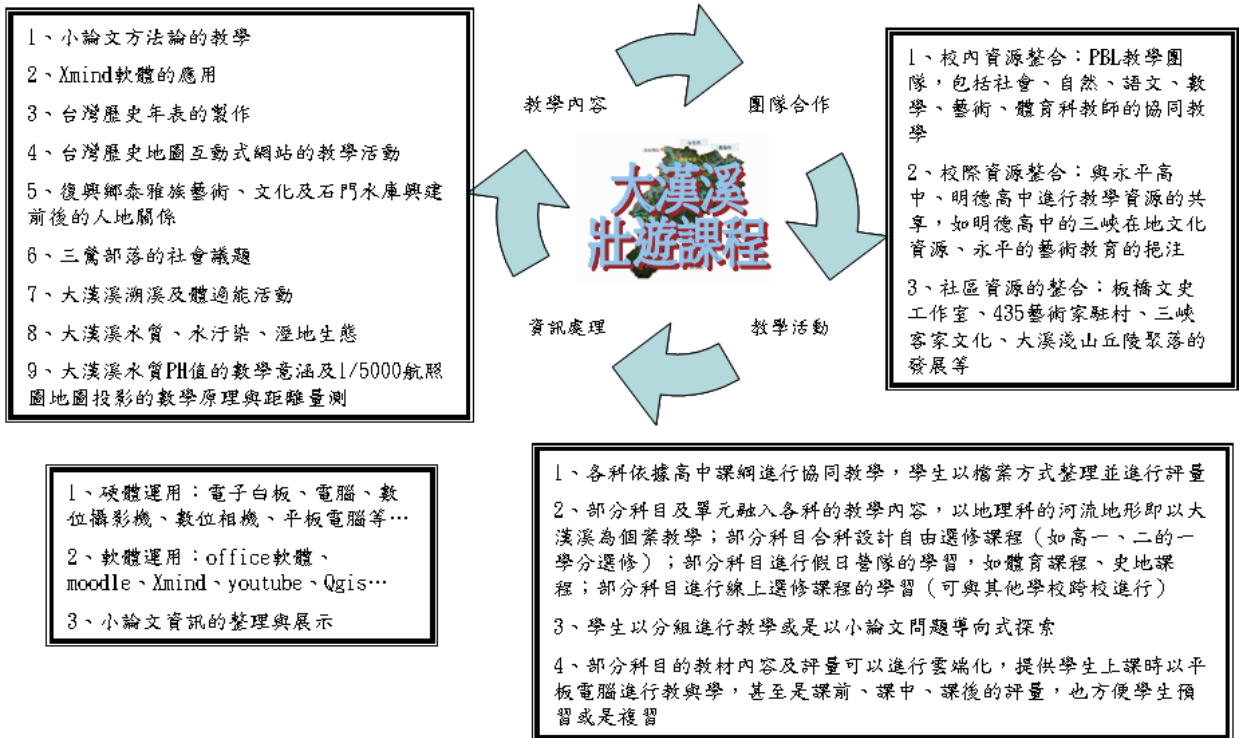 1、小論文方法論的教學
2、Xmind軟體的應用
3、台灣歷史年表的製作
4、台灣歷史地圖互動式網站的教學活動
5、復興鄉泰雅族藝術、文化及石門水庫興建
前後的人地關係
6、三鶯部落的社會議題
7、大漢溪溯溪及體適能活動
8、大漢溪水質、水汙染、溼地生態
9、大漢溪水質PH值的數學意涵及1/5000航照
圖地圖投影的數學原理與距離量測
教學內容
團隊合作
大漢溪
壯遊課程
資訊處理
教學活動
1、校內資源整合：PBL教學團
隊，包括社會、自然、語文、數
學、藝術、體育科教師的協同教
學
2、校際資源整合：與永平高
中、明德高中進行教學資源的共
享，如明德高中的三峽在地文化
資源、永平的藝術教育的挹注
3、社區資源的整合：板橋文史
工作室、435藝術家駐村、三峽
客家文化、大溪淺山丘陵聚落的
發展等
1、硬體運用：電子白板、電腦、數
位攝影機、數位相機、平板電腦等…
2、軟體運用：office軟體、
moodle、Xmind、youtube、Qgis…
3、小論文資訊的整理與展示
1、各科依據高中課綱進行協同教學，學生以檔案方式整理並進行評量
2、部分科目及單元融入各科的教學內容，以地理科的河流地形即以大
漢溪為個案教學；部分科目合科設計自由選修課程（如高一、二的一
學分選修）；部分科目進行假日營隊的學習，如體育課程、史地課
程；部分科目進行線上選修課程的學習（可與其他學校跨校進行）
3、學生以分組進行教學或是以小論文問題導向式探索
4、部分科目的教材內容及評量可以進行雲端化，提供學生上課時以平
板電腦進行教與學，甚至是課前、課中、課後的評量，也方便學生預
習或是複習